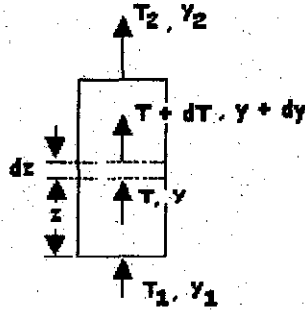 T₂, Y₂
T + dT, y + dy
dz
T, Y
z
T₁, Y₁